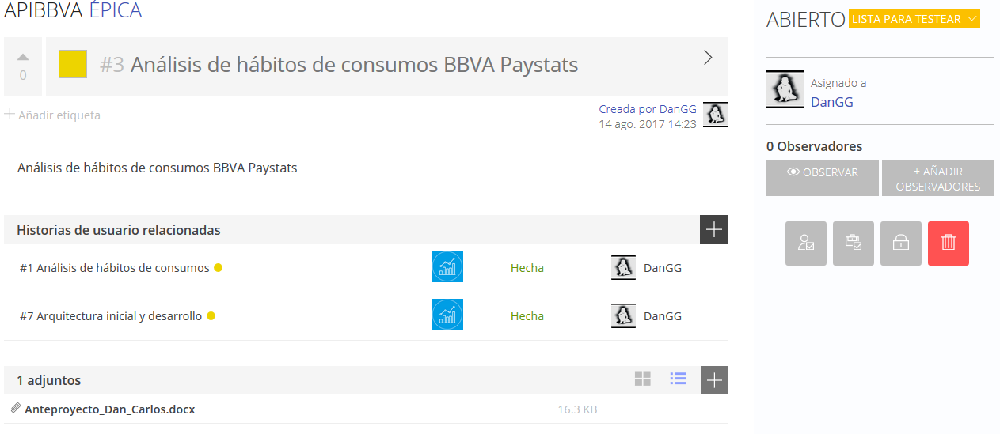 APIBBVA ÉPICA
0
#3 Análisis de hábitos de consumos BBVA Paystats
Añadir etiqueta
Creada por DanGG
14 ago. 2017 14:23
Análisis de hábitos de consumos BBVA Paystats
Historias de usuario relacionadas
#1 Análisis de hábitos de consumos Hecha DanGG
#7 Arquitectura inicial y desarrollo Hecha DanGG
1 adjuntos
Anteproyecto_Dan_Carlos.docx 16.3 KB
ABIERTO LISTA PARA TESTEAR
Asignado a
DanGG
0 Observadores
OBSERVAR
+ AÑADIR
OBSERVADORES